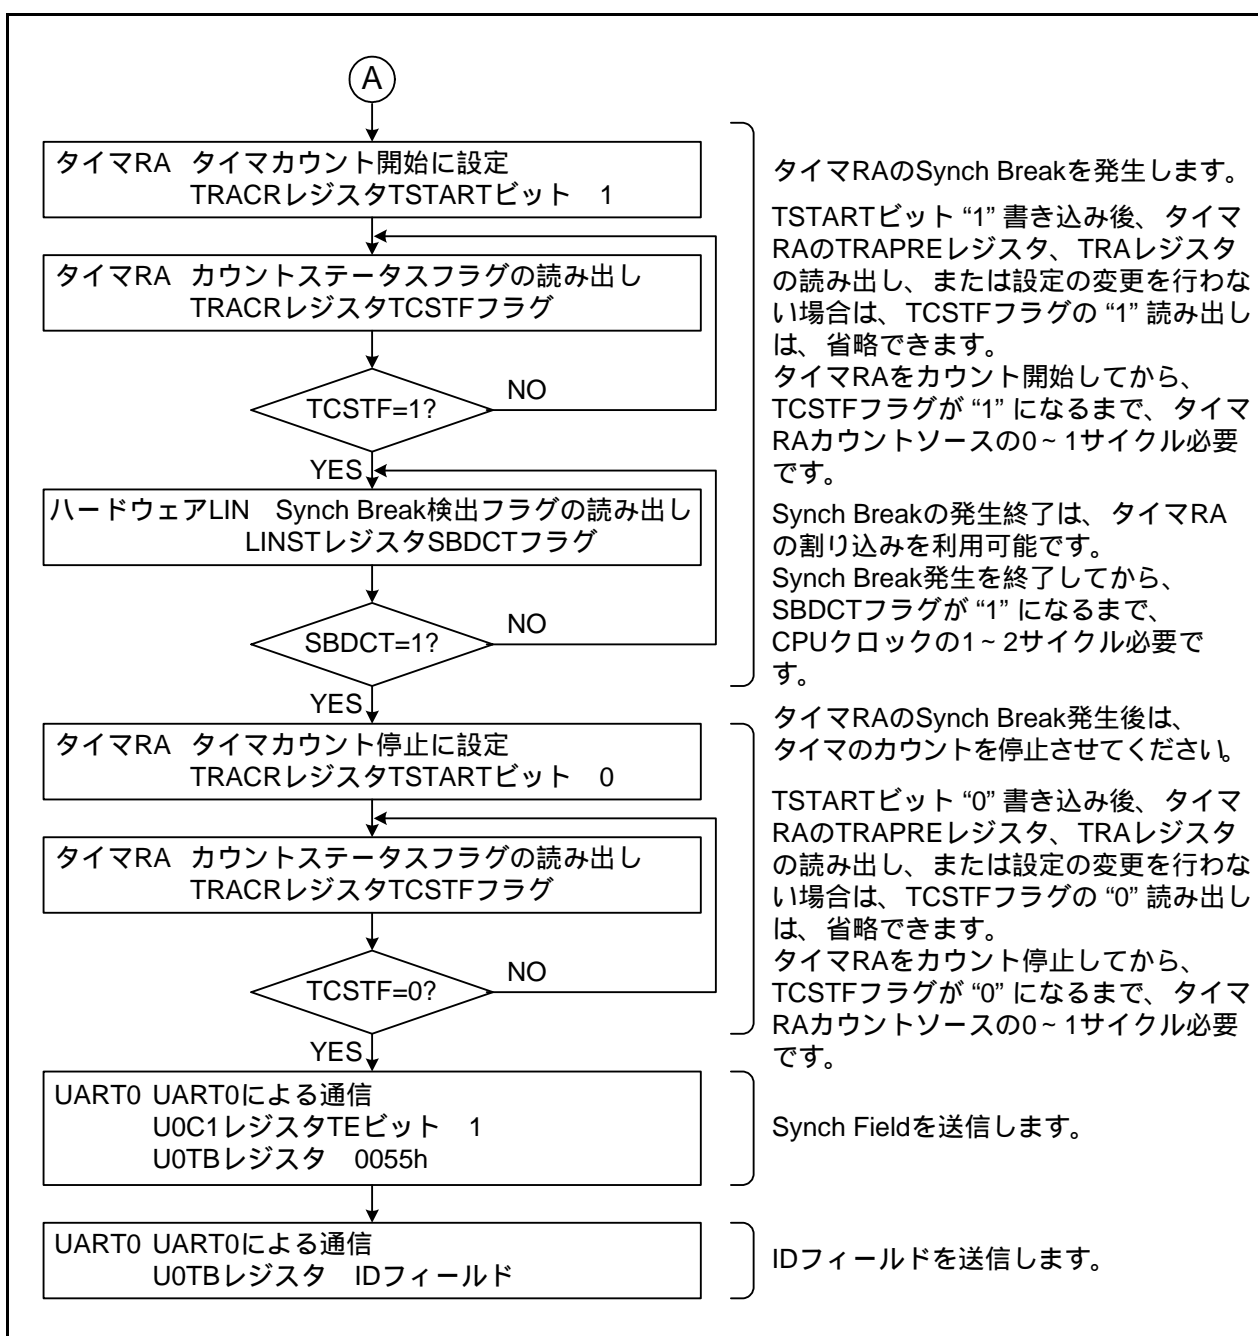 A
タイマRA タイマカウント開始に設定
TRACRレジスタTSTARTビット 1
タイマRA カウントステータスフラグの読み出し
TRACRレジスタTCSTFフラグ
TCSTF=1?
NO
YES
ハードウェアLIN Synch Break検出フラグの読み出し
LINSTレジスタSBDCTフラグ
SBDCT=1?
NO
YES
タイマRAのSynch Breakを発生します。
TSTARTビット “1” 書き込み後、タイマ
RAのTRAPREレジスタ、TRAレジスタ
の読み出し、または設定の変更を行わな
い場合は、TCSTFフラグの “1” 読み出し
は、省略できます。
タイマRAをカウント開始してから、
TCSTFフラグが “1” になるまで、タイマ
RAカウントソースの0~1サイクル必要
です。
Synch Breakの発生終了は、タイマRA
の割り込みを利用可能です。
Synch Break発生を終了してから、
SBDCTフラグが “1” になるまで、
CPUクロックの1~2サイクル必要で
す。
タイマRA タイマカウント停止に設定
TRACRレジスタTSTARTビット 0
タイマRA カウントステータスフラグの読み出し
TRACRレジスタTCSTFフラグ
TCSTF=0?
NO
YES
タイマRAのSynch Break発生後は、
タイマのカウントを停止させてください。
TSTARTビット “0” 書き込み後、タイマ
RAのTRAPREレジスタ、TRAレジスタ
の読み出し、または設定の変更を行わな
い場合は、TCSTFフラグの “0” 読み出し
は、省略できます。
タイマRAをカウント停止してから、
TCSTFフラグが “0” になるまで、タイマ
RAカウントソースの0~1サイクル必要
です。
UART0 UART0による通信
U0C1レジスタTEビット 1
U0TBレジスタ 0055h
Synch Fieldを送信します。
UART0 UART0による通信
U0TBレジスタ IDフィールド
IDフィールドを送信します。